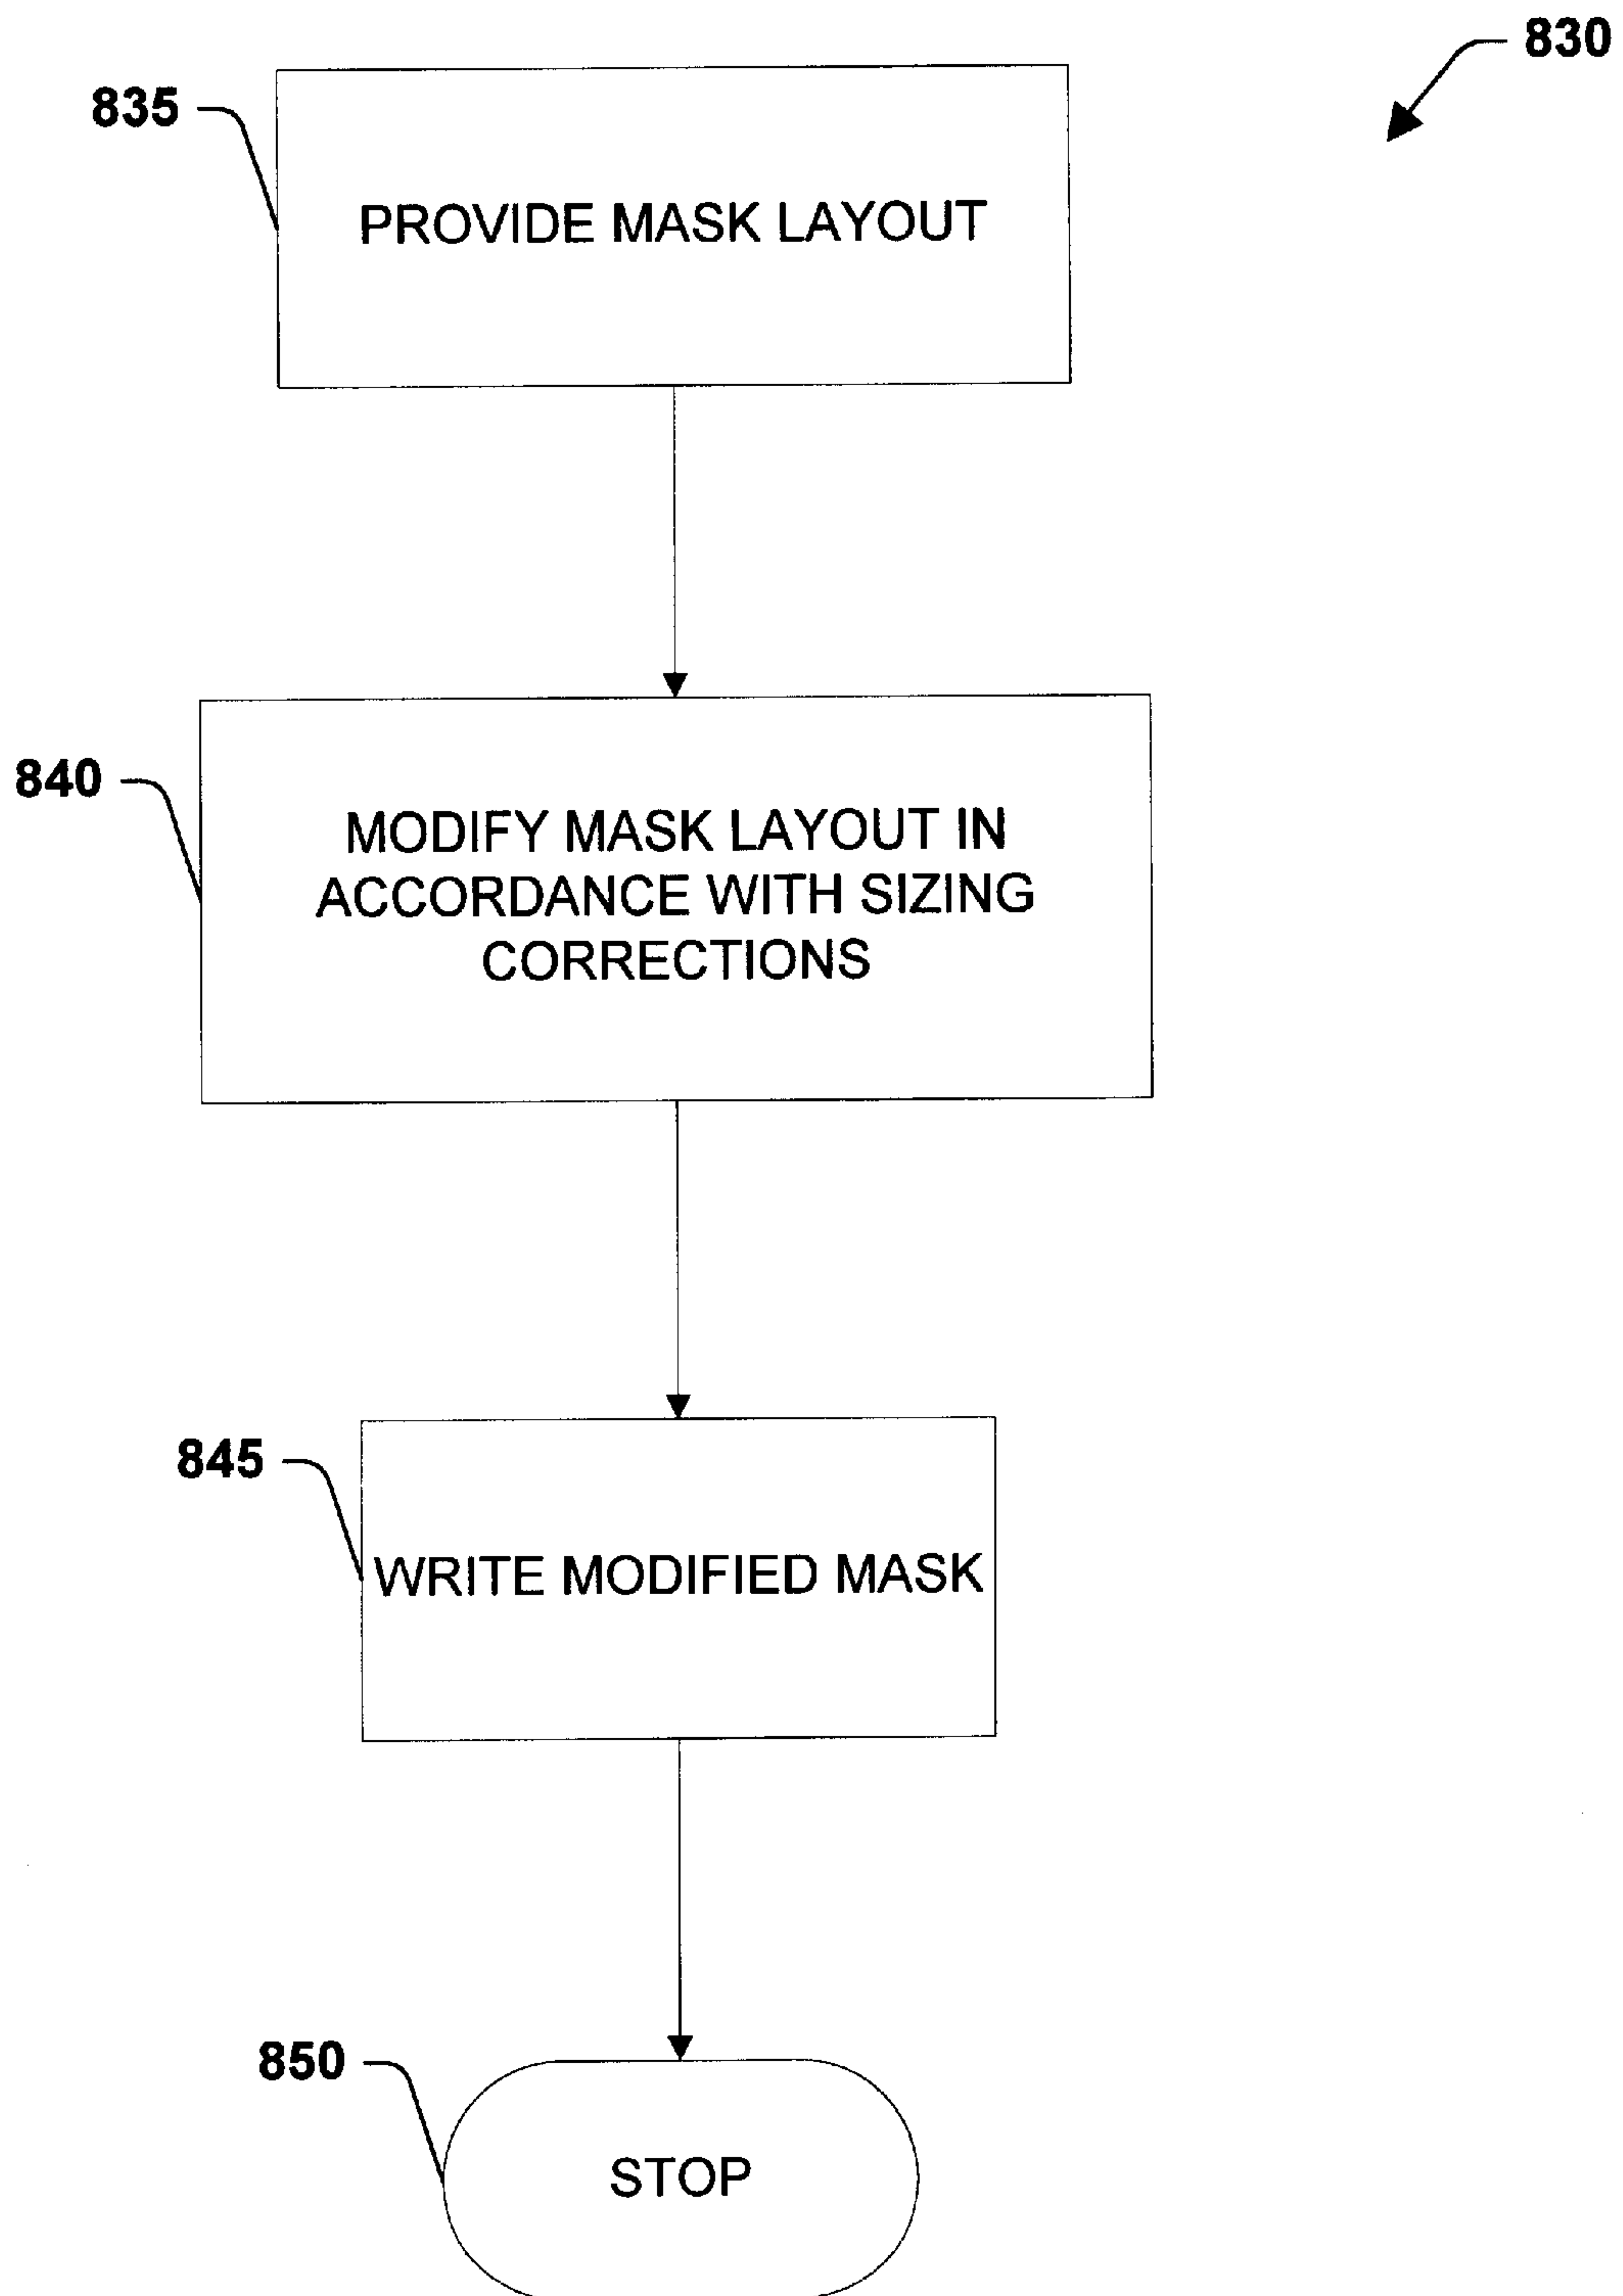 830
835
PROVIDE MASK LAYOUT
840
MODIFY MASK LAYOUT IN
ACCORDANCE WITH SIZING
CORRECTIONS
845
WRITE MODIFIED MASK
850
STOP